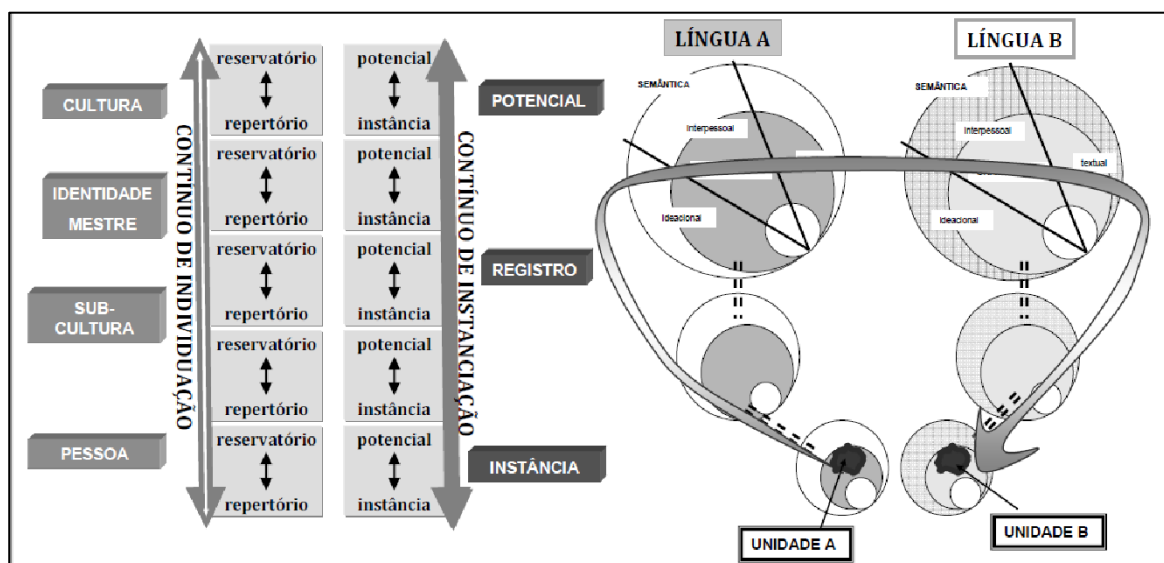 CULTURA
IDENTIDADE
MESTRE
SUB-
CULTURA
PESSOA
CONTÍNUO DE INDIVIDUAÇÃO
reservatório
repertório
reservatório
repertório
reservatório
repertório
reservatório
repertório
reservatório
repertório
potencial
instância
potencial
instância
potencial
instância
potencial
instância
potencial
instância
CONTÍNUO DE INSTANCIAÇÃO
POTENCIAL
REGISTRO
INSTÂNCIA
LÍNGUA A
SEMÂNTICA
Interpessoal
Ideacional
UNIDADE A
LÍNGUA B
SEMÂNTICA
Interpessoal
textual
Ideacional
UNIDADE B